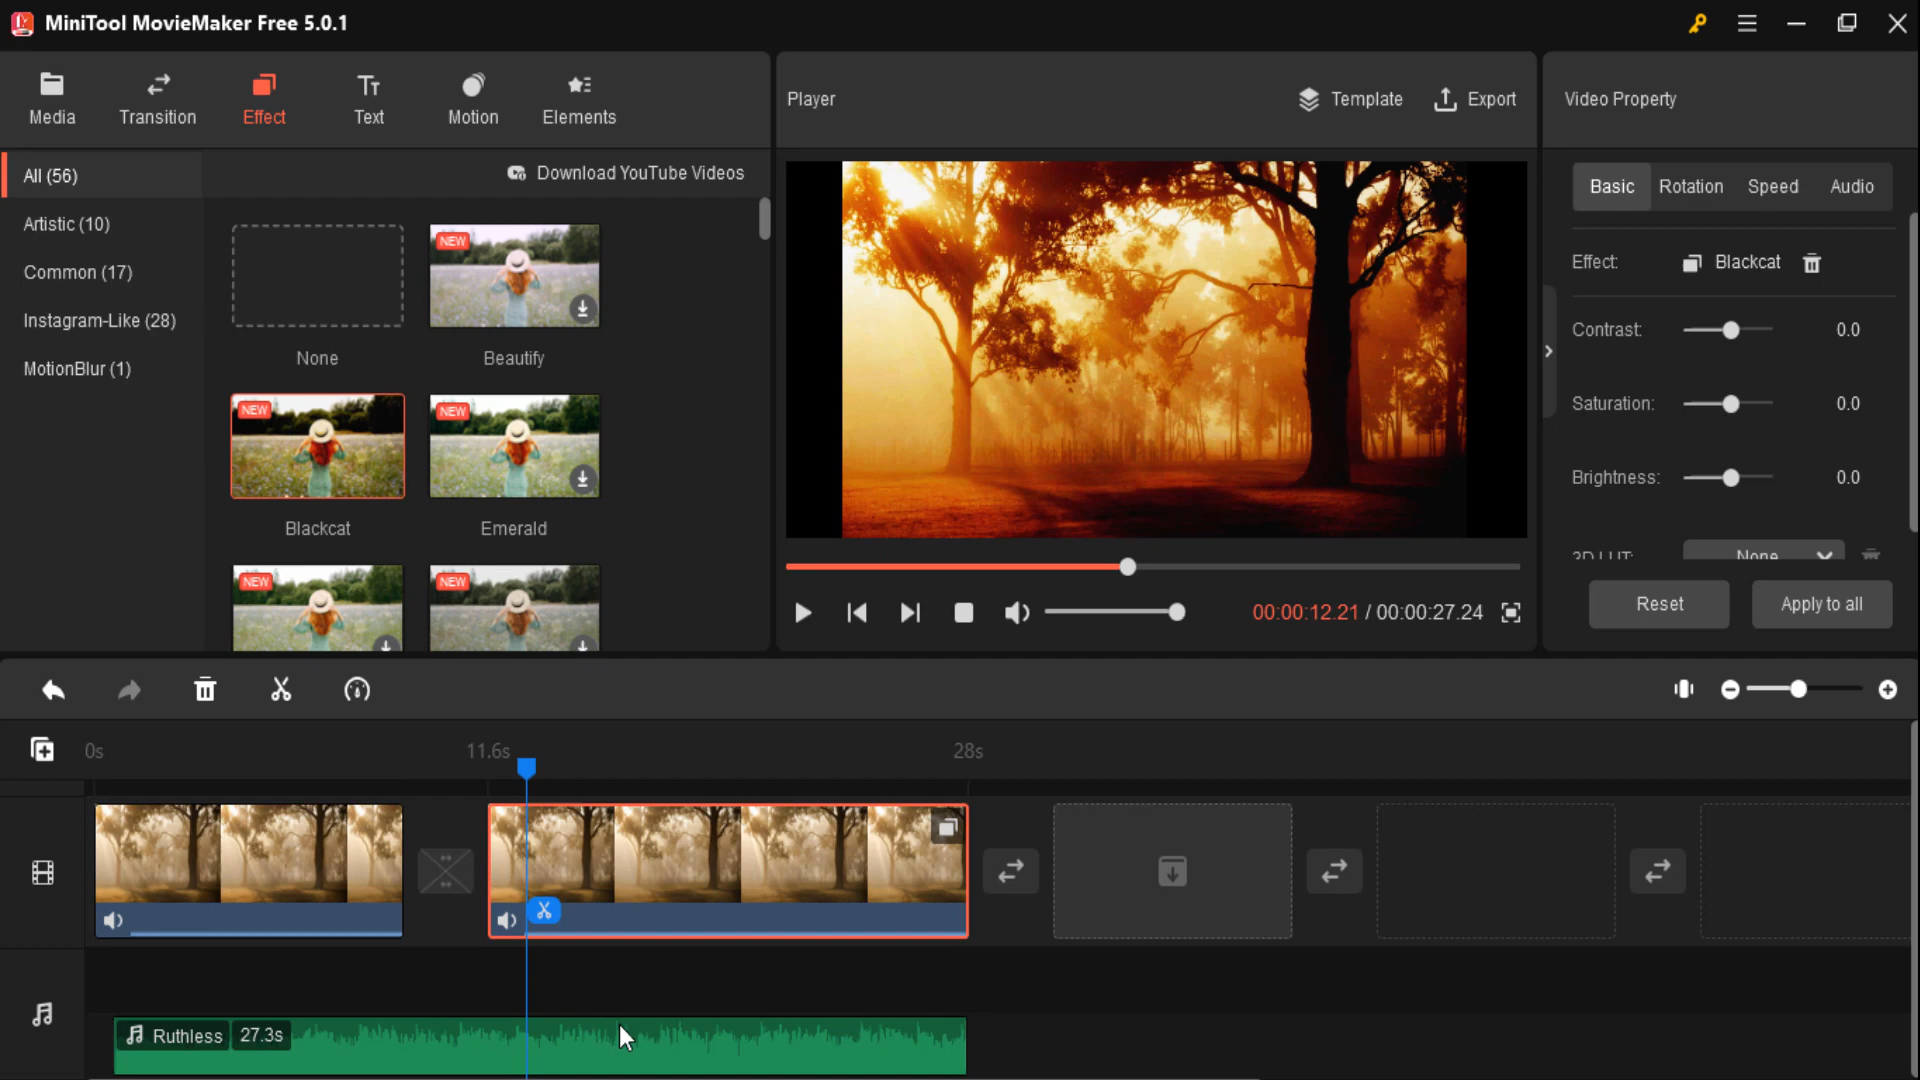 MiniTool MovieMaker Free 5.0.1
Media
Transition
Effect
Text
Motion
Elements
Player
Template
Export
Video Property
All (56)
Download YouTube Videos
Artistic (10)
Common (17)
Instagram-Like (28)
MotionBlur (1)
None
NEW
Beautify
NEW
Blackcat
NEW
Emerald
NEW
NEW
Basic
Rotation
Speed
Audio
Effect:
Blackcat
Contrast:
0.0
Saturation:
0.0
Brightness:
0.0
3D LUT:
None
Reset
Apply to all
00:00:12.21 / 00:00:27.24
0s
11.6s
28s
Ruthless
27.3s